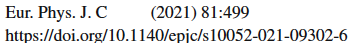 Eur. Phys. J. C (2021) 81:499
https://doi.org/10.1140/epjc/s10052-021-09302-6